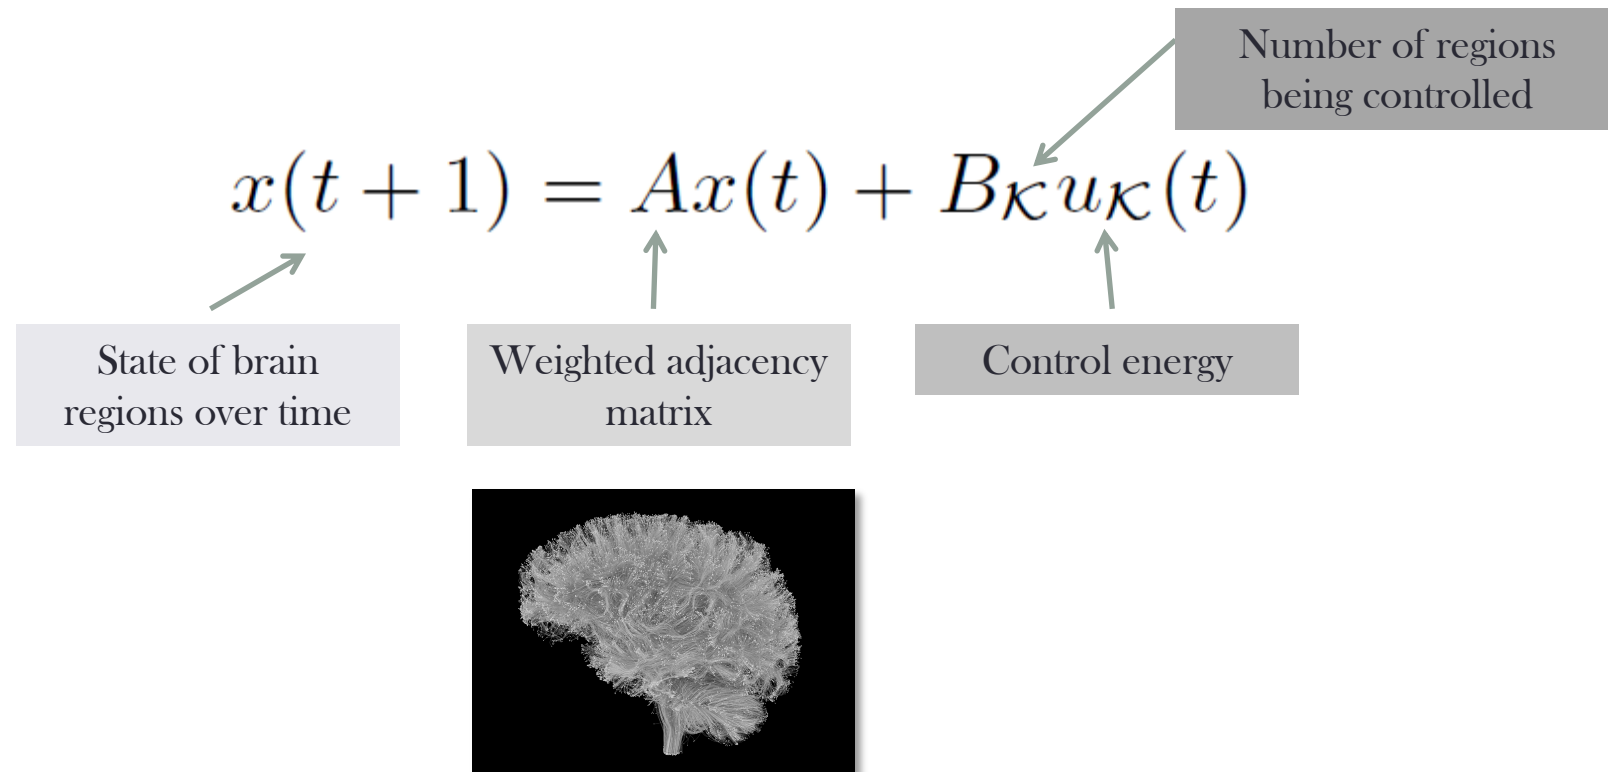 Number of regions
being controlled
x(t + 1) = Ax(t) + B𝒦u𝒦(t)
State of brain
regions over time
Weighted adjacency
matrix
Control energy